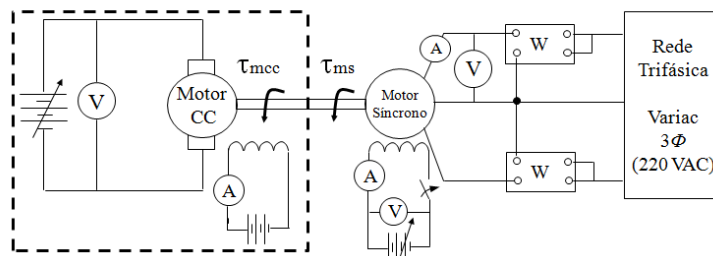 V
Motor
CC
τmcc
τms
A
Motor
Síncrono
A
V
A
V
W
W
Rede
Trifásica
Variac
3Φ
(220 VAC)